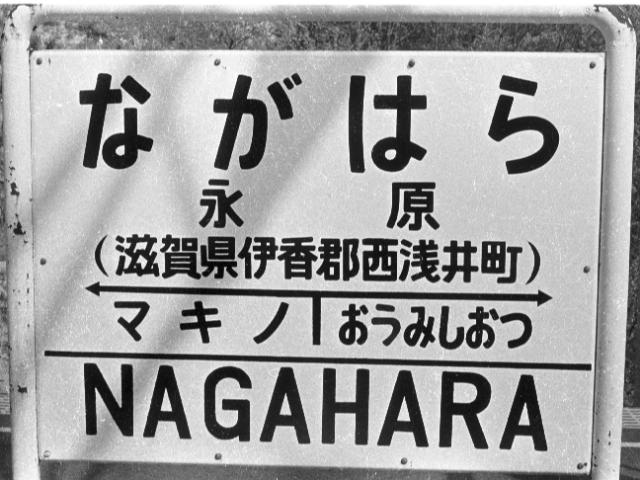 ながはら
永原
(滋賀県伊香郡西浅井町)
マキノ おうみしおつ
NAGAHARA